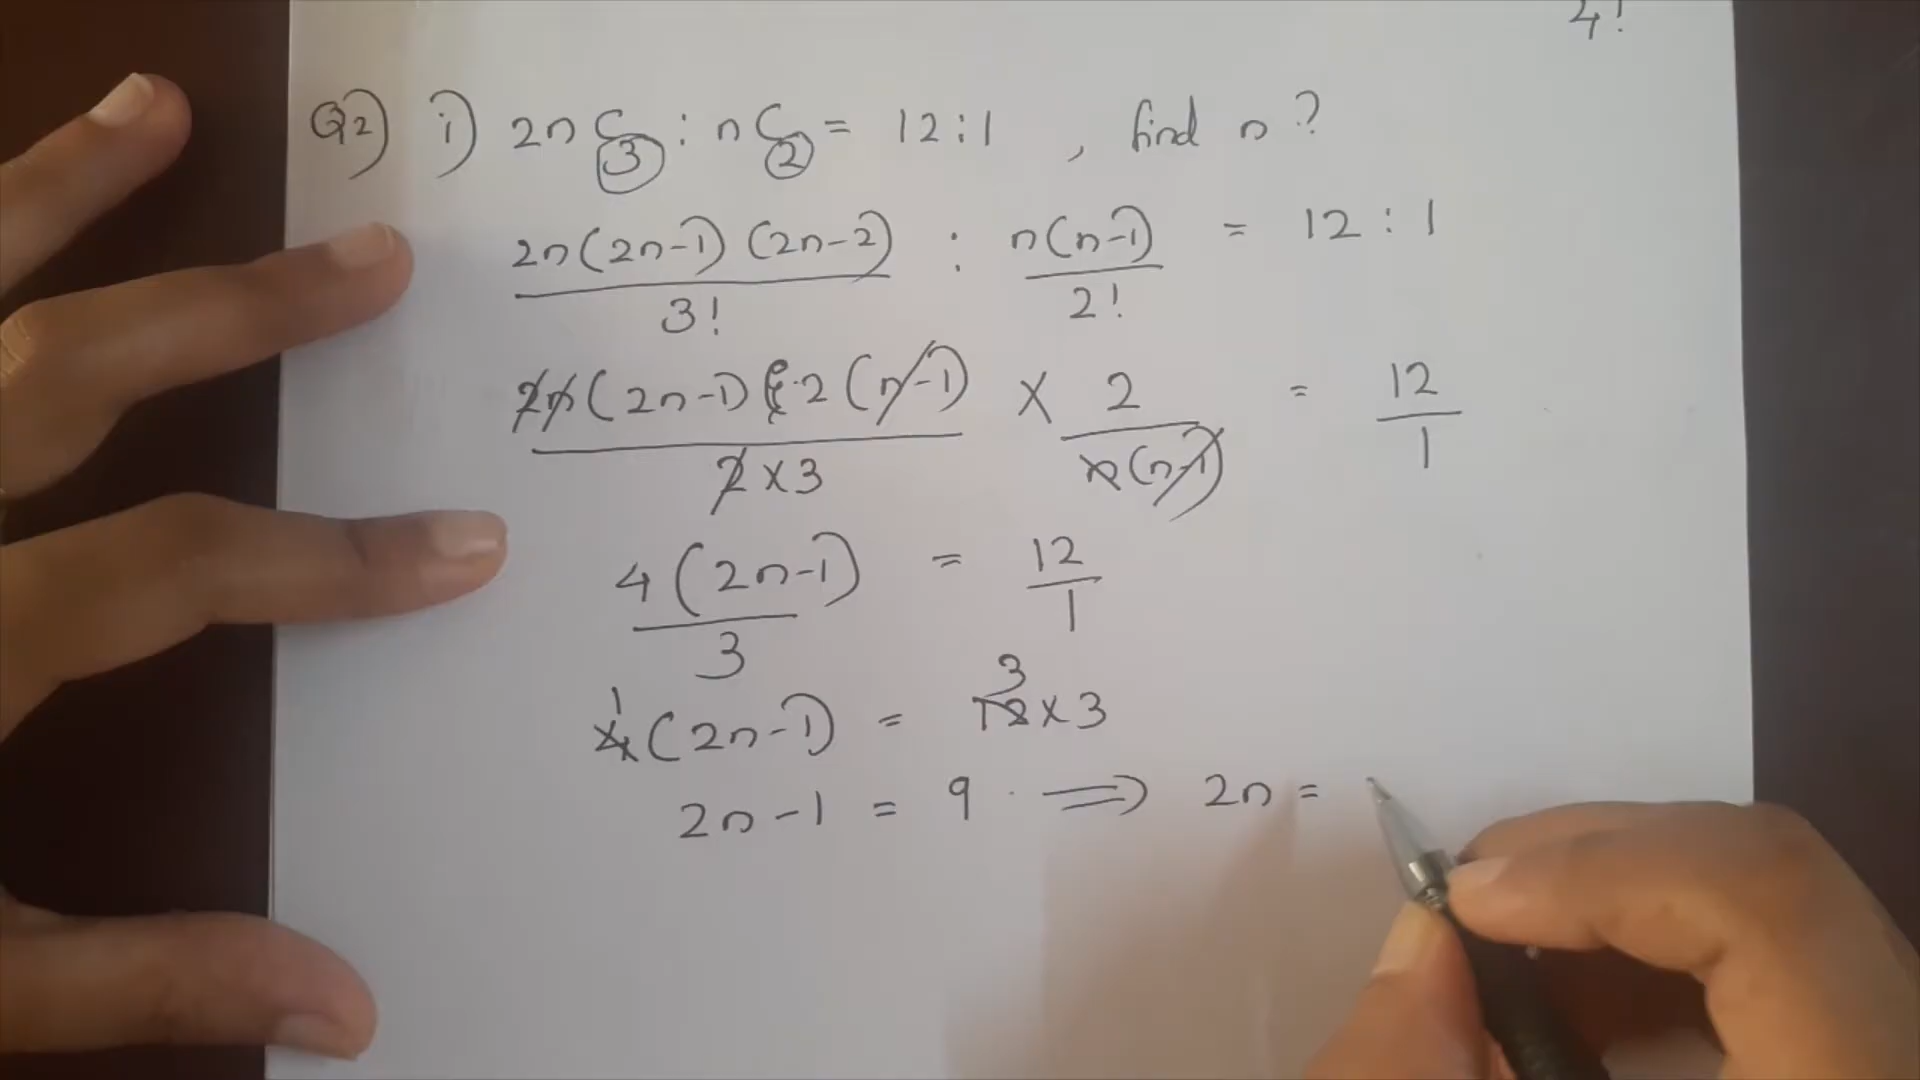 4!
Q2) i) 2nC3 : nC2 = 12:1 , find n?
2n(2n-1)(2n-2) : n(n-1) = 12 : 1
3! 2!
2n(2n-1) · 2(n-1) × 2 = 12
2×3 n(n-1) 1
4(2n-1) = 12
3 1
1 3
4(2n-1) = 12×3
2n-1 = 9 ⟹ 2n =